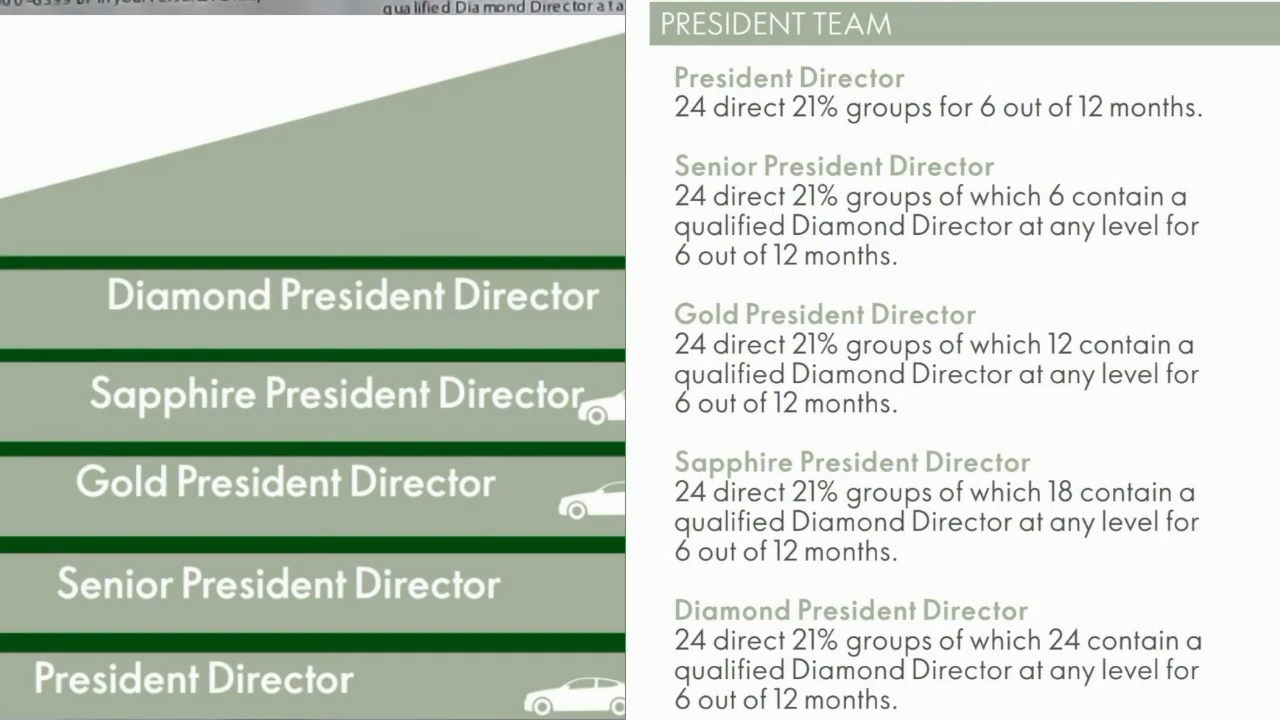 qualified Diamond Director at a
Diamond President Director
Sapphire President Director
Gold President Director
Senior President Director
President Director
PRESIDENT TEAM
President Director
24 direct 21% groups for 6 out of 12 months.
Senior President Director
24 direct 21% groups of which 6 contain a
qualified Diamond Director at any level for
6 out of 12 months.
Gold President Director
24 direct 21% groups of which 12 contain a
qualified Diamond Director at any level for
6 out of 12 months.
Sapphire President Director
24 direct 21% groups of which 18 contain a
qualified Diamond Director at any level for
6 out of 12 months.
Diamond President Director
24 direct 21% groups of which 24 contain a
qualified Diamond Director at any level for
6 out of 12 months.